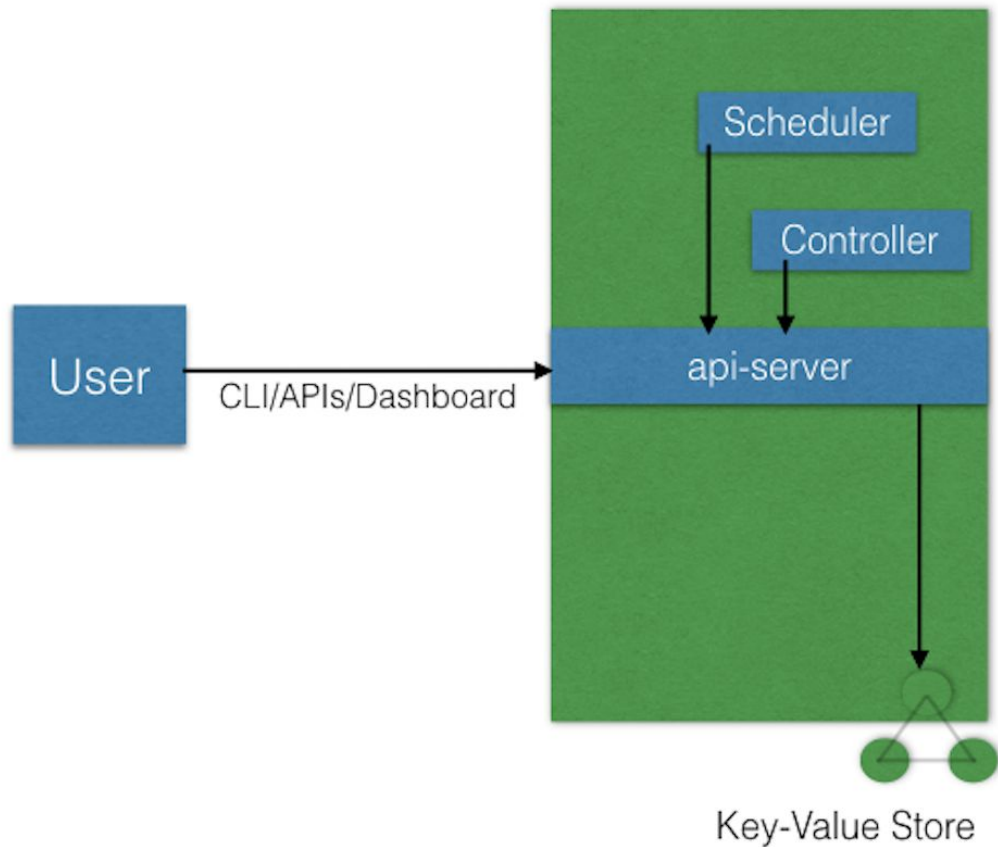 Scheduler
Controller
User
CLI/APIs/Dashboard
api-server
Key-Value Store